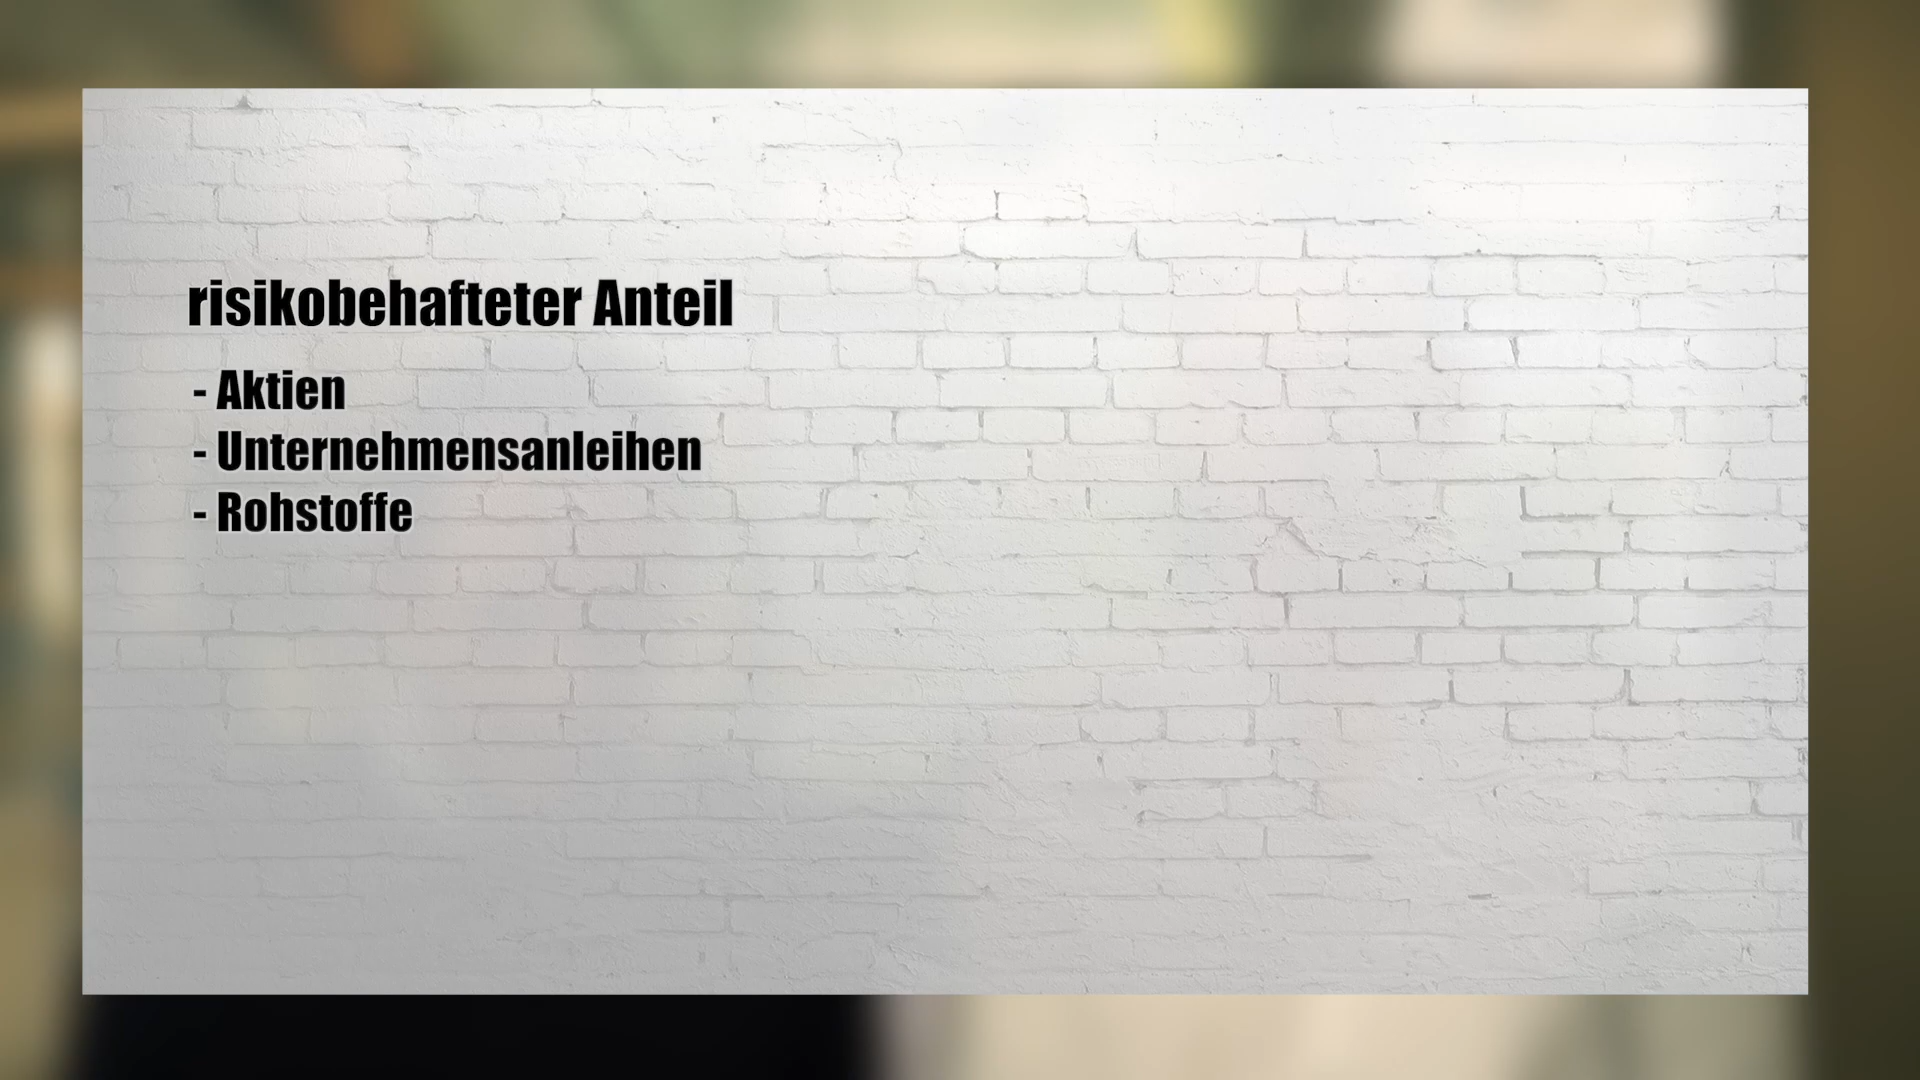 risikobehafteter Anteil
- Aktien
- Unternehmensanleihen
- Rohstoffe